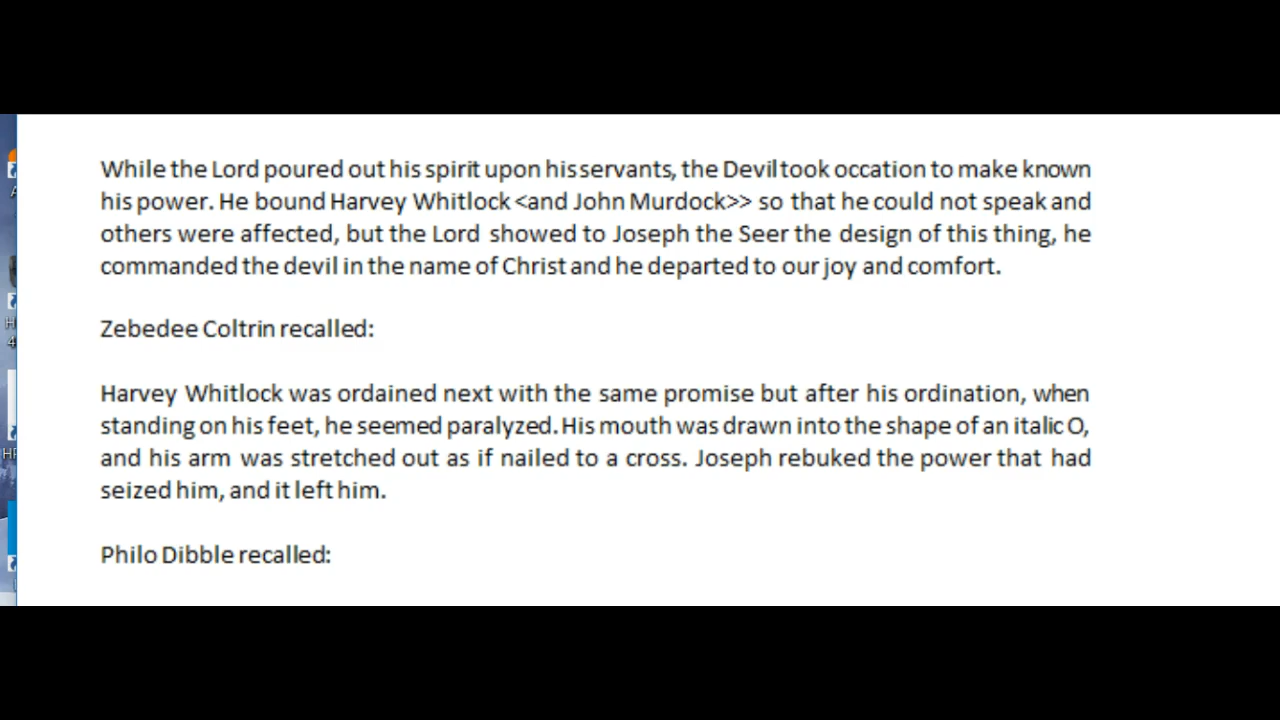 While the Lord poured out his spirit upon his servants, the Devil took occation to make known
his power. He bound Harvey Whitlock <and John Murdock>> so that he could not speak and
others were affected, but the Lord showed to Joseph the Seer the design of this thing, he
commanded the devil in the name of Christ and he departed to our joy and comfort.
Zebedee Coltrin recalled:
Harvey Whitlock was ordained next with the same promise but after his ordination, when
standing on his feet, he seemed paralyzed. His mouth was drawn into the shape of an italic O,
and his arm was stretched out as if nailed to a cross. Joseph rebuked the power that had
seized him, and it left him.
Philo Dibble recalled: